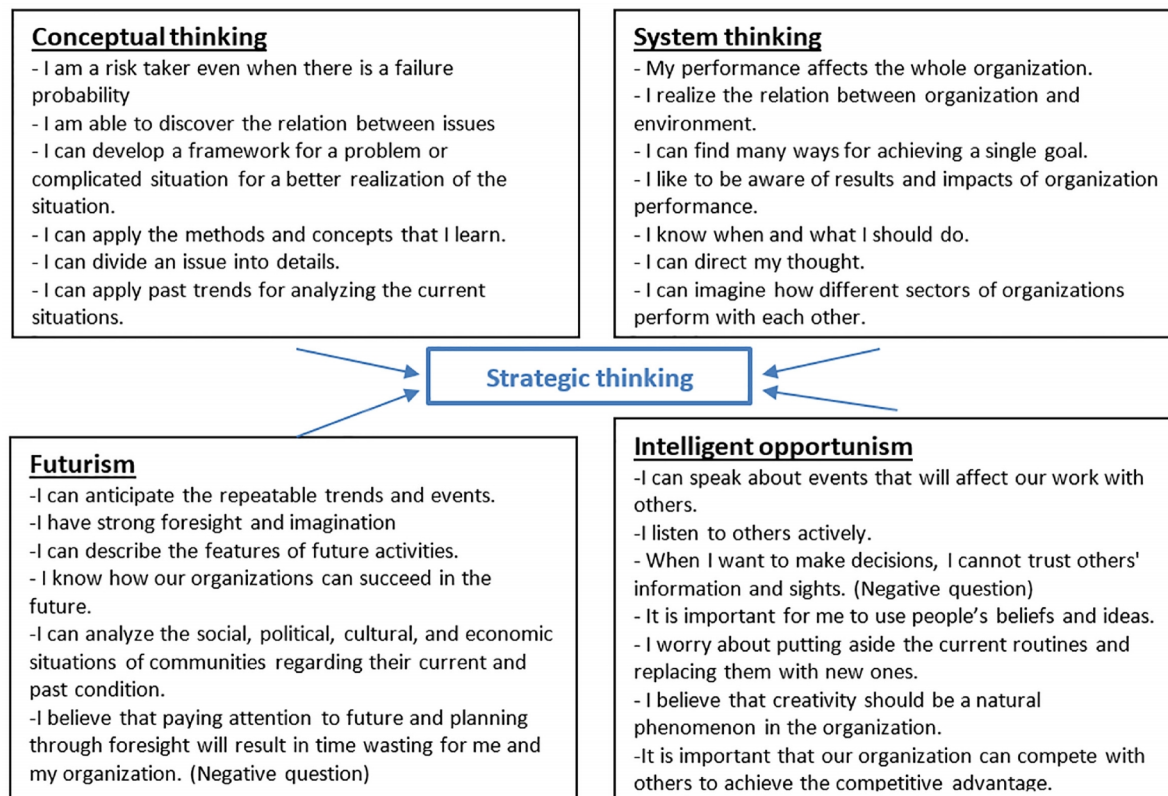 Conceptual thinking
- I am a risk taker even when there is a failure
probability
- I am able to discover the relation between issues
- I can develop a framework for a problem or
complicated situation for a better realization of the
situation.
- I can apply the methods and concepts that I learn.
- I can divide an issue into details.
- I can apply past trends for analyzing the current
situations.
System thinking
- My performance affects the whole organization.
- I realize the relation between organization and
environment.
- I can find many ways for achieving a single goal.
- I like to be aware of results and impacts of organization
performance.
- I know when and what I should do.
- I can direct my thought.
- I can imagine how different sectors of organizations
perform with each other.
Strategic thinking
Futurism
-I can anticipate the repeatable trends and events.
-I have strong foresight and imagination
-I can describe the features of future activities.
- I know how our organizations can succeed in the
future.
-I can analyze the social, political, cultural, and economic
situations of communities regarding their current and
past condition.
-I believe that paying attention to future and planning
through foresight will result in time wasting for me and
my organization. (Negative question)
Intelligent opportunism
-I can speak about events that will affect our work with
others.
-I listen to others actively.
- When I want to make decisions, I cannot trust others'
information and sights. (Negative question)
- It is important for me to use people’s beliefs and ideas.
- I worry about putting aside the current routines and
replacing them with new ones.
- I believe that creativity should be a natural
phenomenon in the organization.
-It is important that our organization can compete with
others to achieve the competitive advantage.